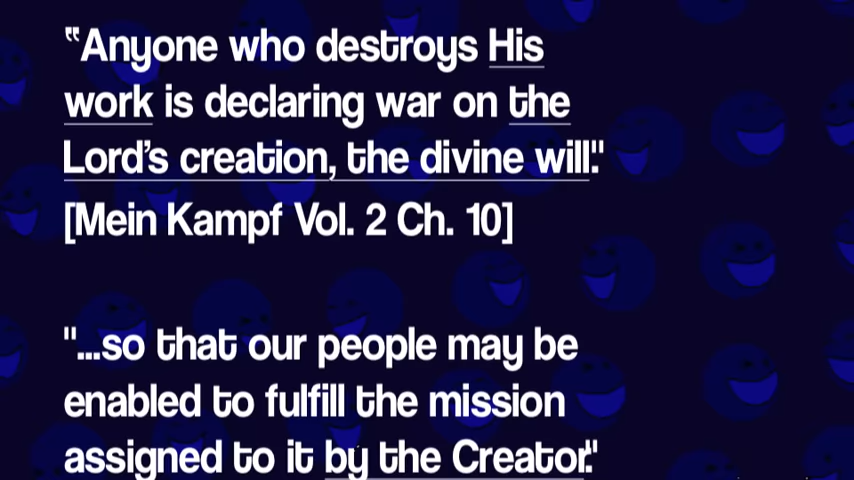 “Anyone who destroys His
work is declaring war on the
Lord’s creation, the divine will."
[Mein Kampf Vol. 2 Ch. 10]
"...so that our people may be
enabled to fulfill the mission
assigned to it by the Creator."